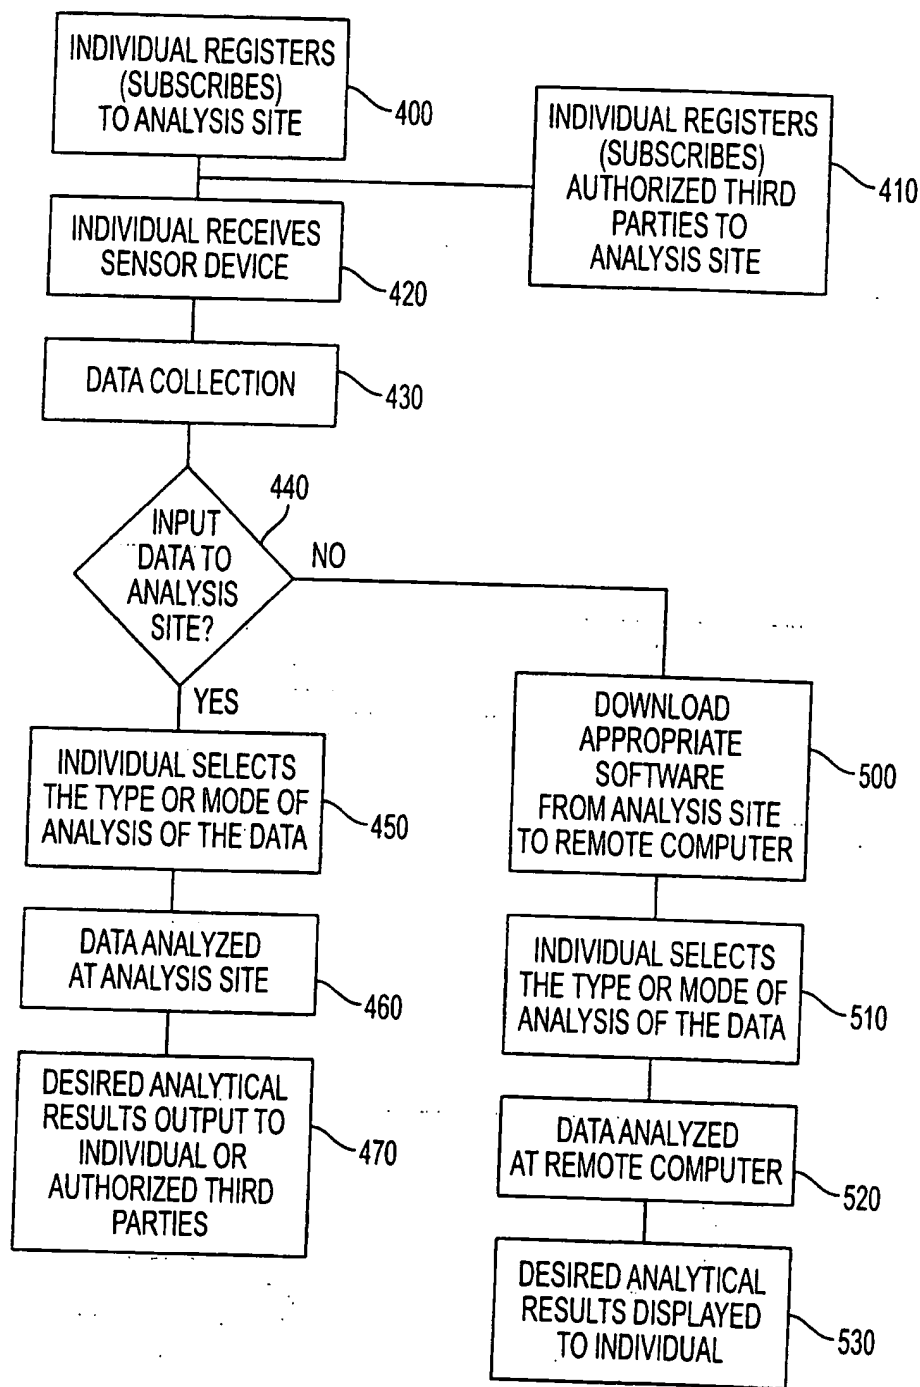 INDIVIDUAL REGISTERS
(SUBSCRIBES)
TO ANALYSIS SITE
400
INDIVIDUAL REGISTERS
(SUBSCRIBES)
AUTHORIZED THIRD
PARTIES TO
ANALYSIS SITE
410
INDIVIDUAL RECEIVES
SENSOR DEVICE
420
DATA COLLECTION
430
440
INPUT
DATA TO
ANALYSIS
SITE?
NO
YES
INDIVIDUAL SELECTS
THE TYPE OR MODE OF
ANALYSIS OF THE DATA
450
DATA ANALYZED
AT ANALYSIS SITE
460
DESIRED ANALYTICAL
RESULTS OUTPUT TO
INDIVIDUAL OR
AUTHORIZED THIRD
PARTIES
470
DOWNLOAD
APPROPRIATE
SOFTWARE
FROM ANALYSIS SITE
TO REMOTE COMPUTER
500
INDIVIDUAL SELECTS
THE TYPE OR MODE OF
ANALYSIS OF THE DATA
510
DATA ANALYZED
AT REMOTE COMPUTER
520
DESIRED ANALYTICAL
RESULTS DISPLAYED
TO INDIVIDUAL
530